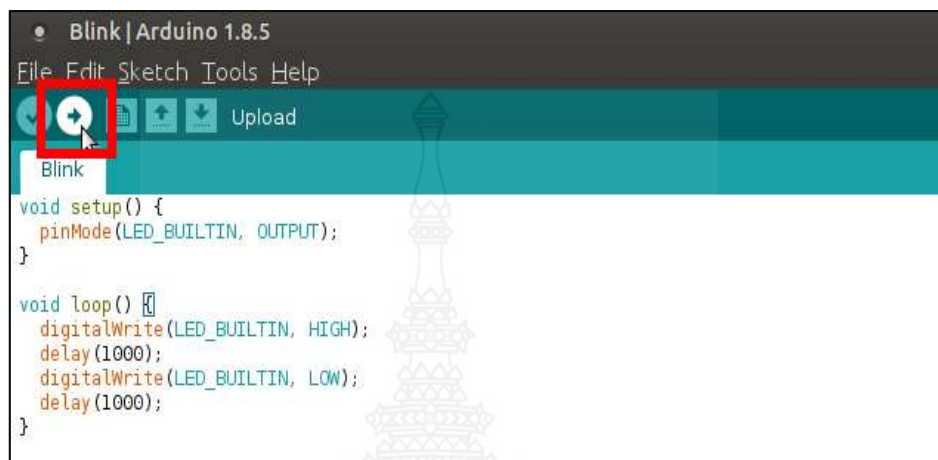 Blink | Arduino 1.8.5
File Edit Sketch Tools Help
Upload
Blink
void setup() {
  pinMode(LED_BUILTIN, OUTPUT);
}

void loop() {
  digitalWrite(LED_BUILTIN, HIGH);
  delay(1000);
  digitalWrite(LED_BUILTIN, LOW);
  delay(1000);
}